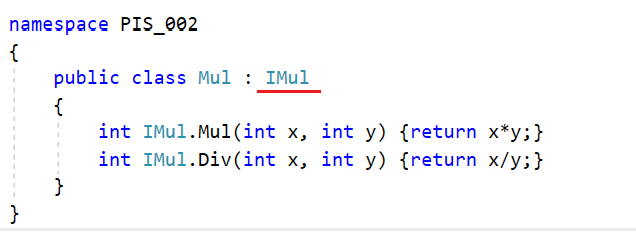 namespace PIS_002
{
public class Mul : IMul
{
int IMul.Mul(int x, int y) {return x*y;}
int IMul.Div(int x, int y) {return x/y;}
}
}